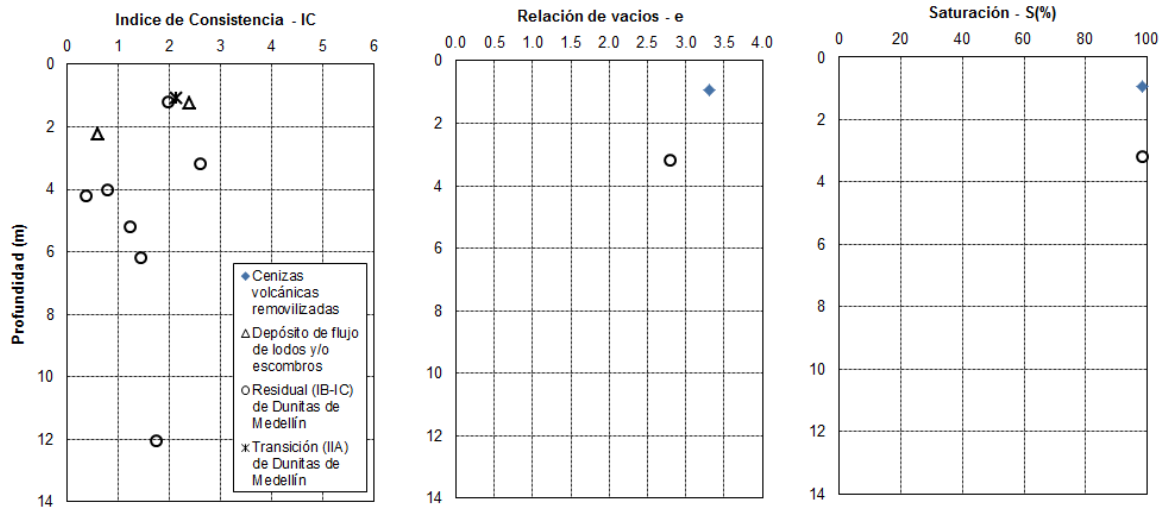 Indice de Consistencia - IC
0 1 2 3 4 5 6
0
2
4
6
8
10
12
14
Profundidad (m)
Cenizas
volcánicas
removilizadas
Depósito de flujo
de lodos y/o
escombros
Residual (IB-IC)
de Dunitas de
Medellín
Transición (IIA)
de Dunitas de
Medellín
Relación de vacios - e
0.0 0.5 1.0 1.5 2.0 2.5 3.0 3.5 4.0
0
2
4
6
8
10
12
14
Saturación - S(%)
0 20 40 60 80 100
0
2
4
6
8
10
12
14